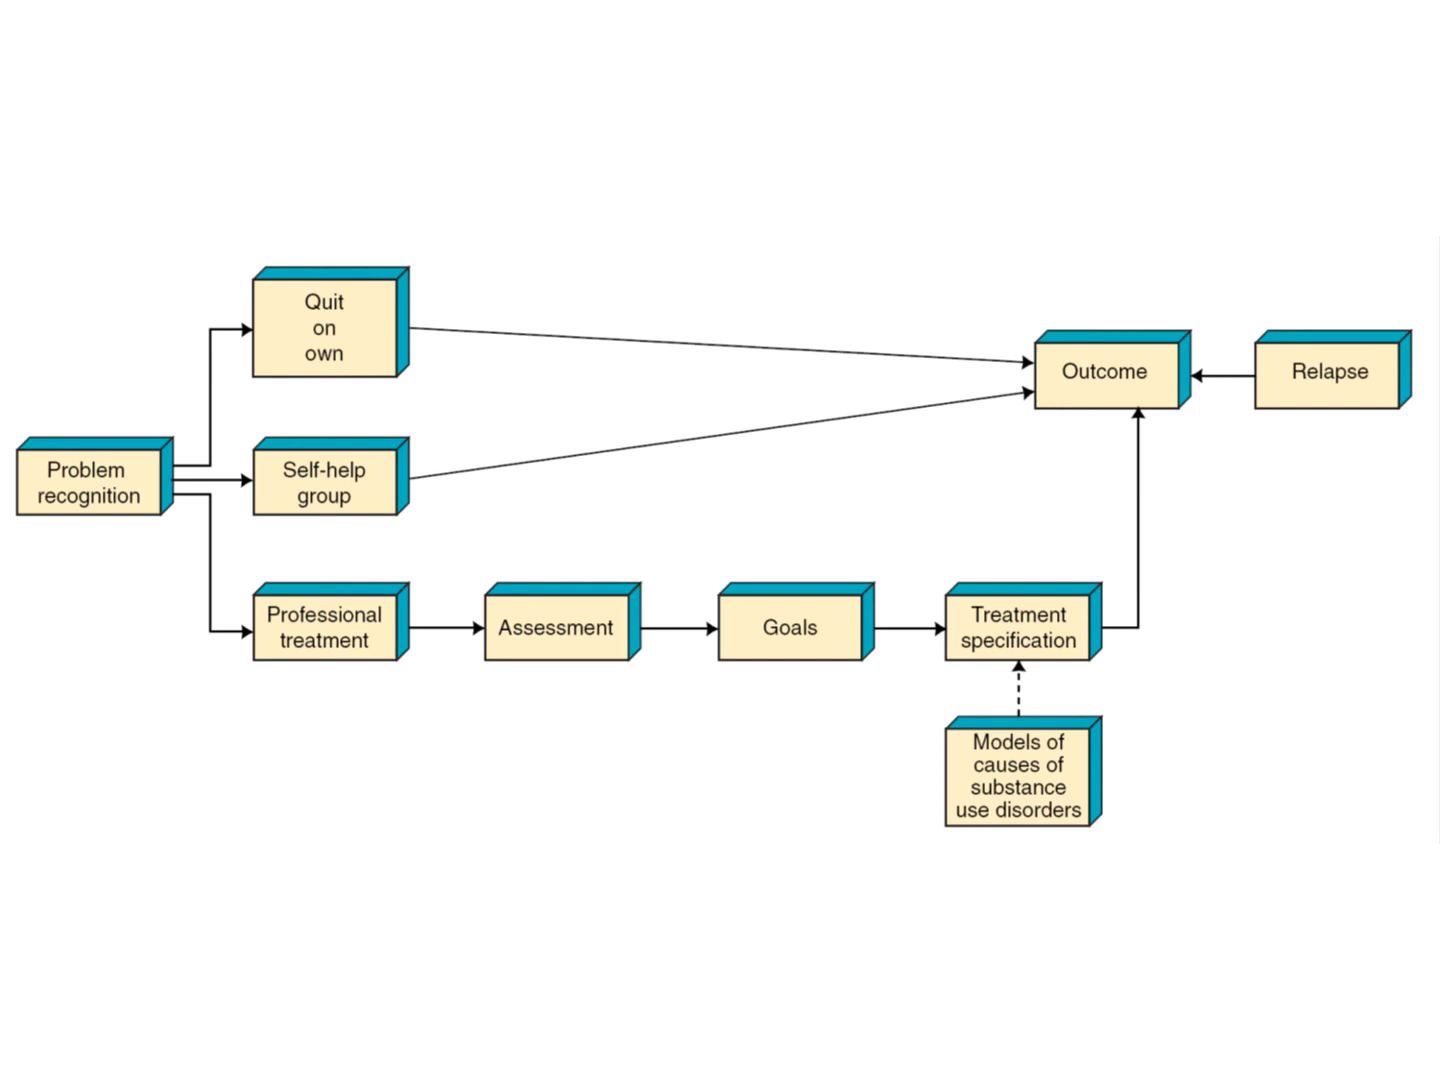 Quit
on
own
Outcome
Relapse
Problem
recognition
Self-help
group
Professional
treatment
Assessment
Goals
Treatment
specification
Models of
causes of
substance
use disorders